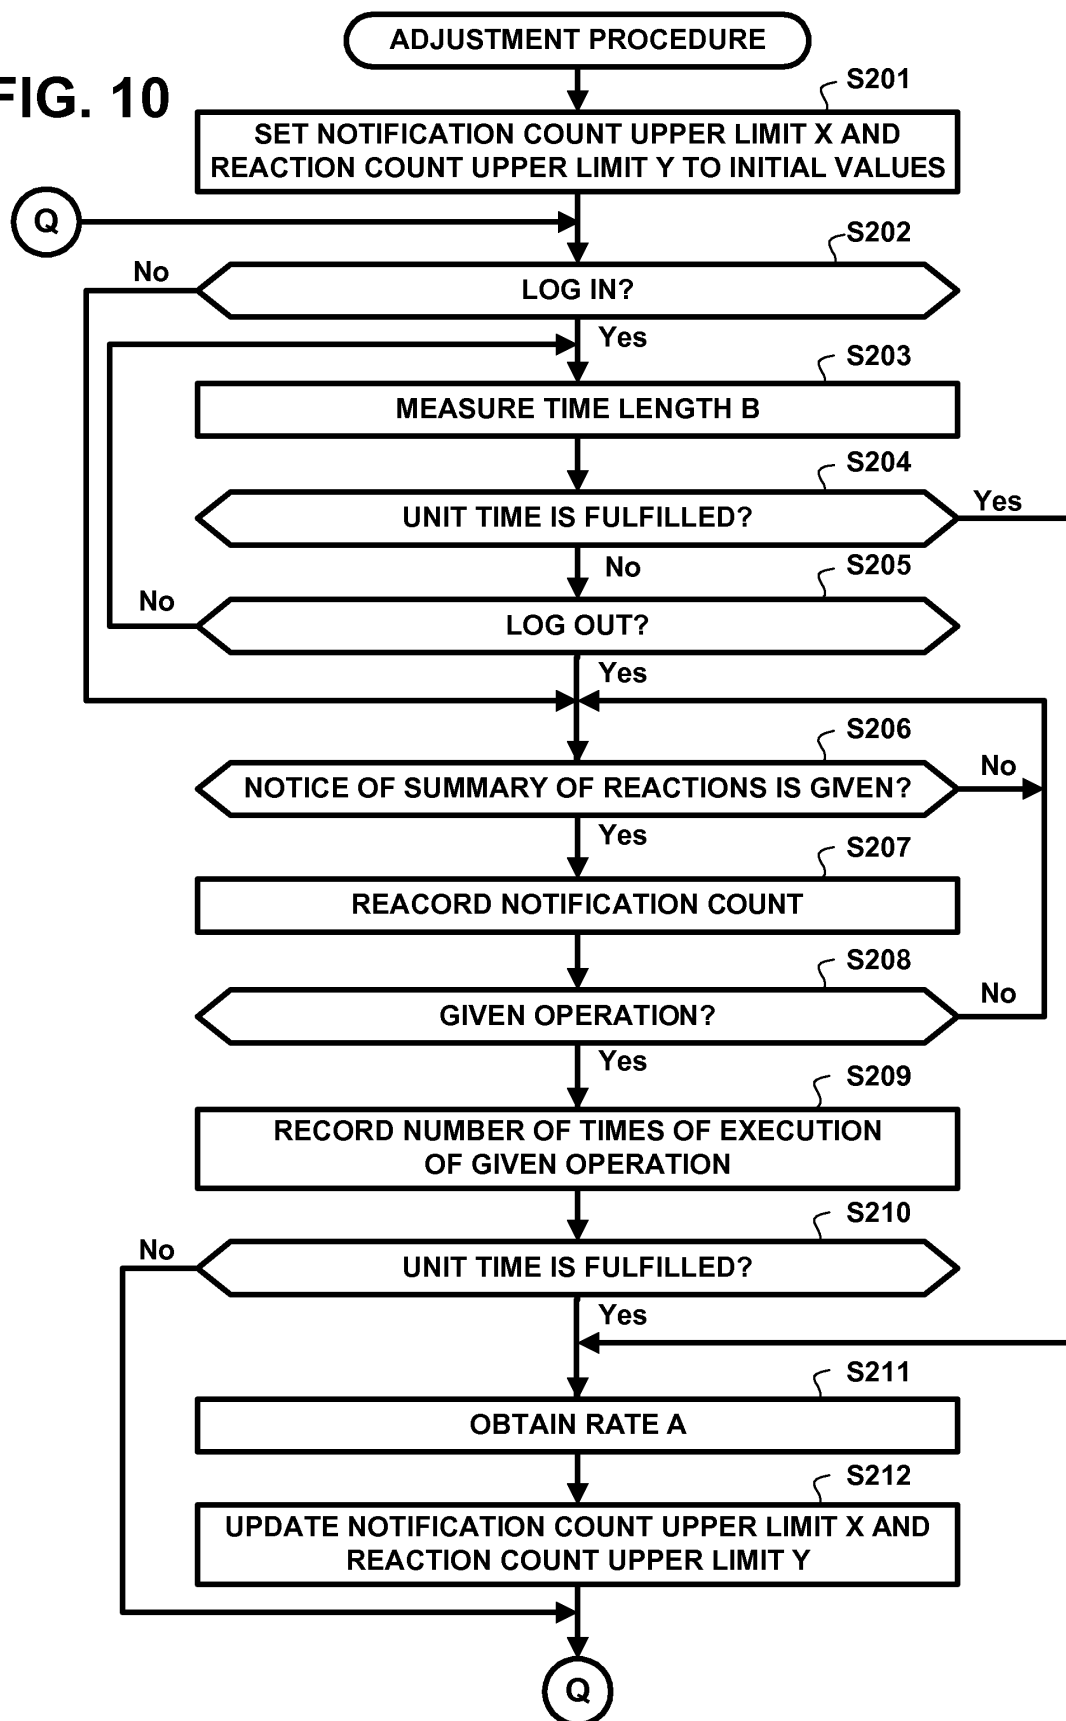 ADJUSTMENT PROCEDURE
FIG. 10
S201
SET NOTIFICATION COUNT UPPER LIMIT X AND
REACTION COUNT UPPER LIMIT Y TO INITIAL VALUES
Q
S202
No
LOG IN?
Yes
S203
MEASURE TIME LENGTH B
S204
UNIT TIME IS FULFILLED?
Yes
No
S205
No
LOG OUT?
Yes
S206
NOTICE OF SUMMARY OF REACTIONS IS GIVEN?
No
Yes
S207
REACORD NOTIFICATION COUNT
S208
GIVEN OPERATION?
No
Yes
S209
RECORD NUMBER OF TIMES OF EXECUTION
OF GIVEN OPERATION
S210
No
UNIT TIME IS FULFILLED?
Yes
S211
OBTAIN RATE A
S212
UPDATE NOTIFICATION COUNT UPPER LIMIT X AND
REACTION COUNT UPPER LIMIT Y
Q